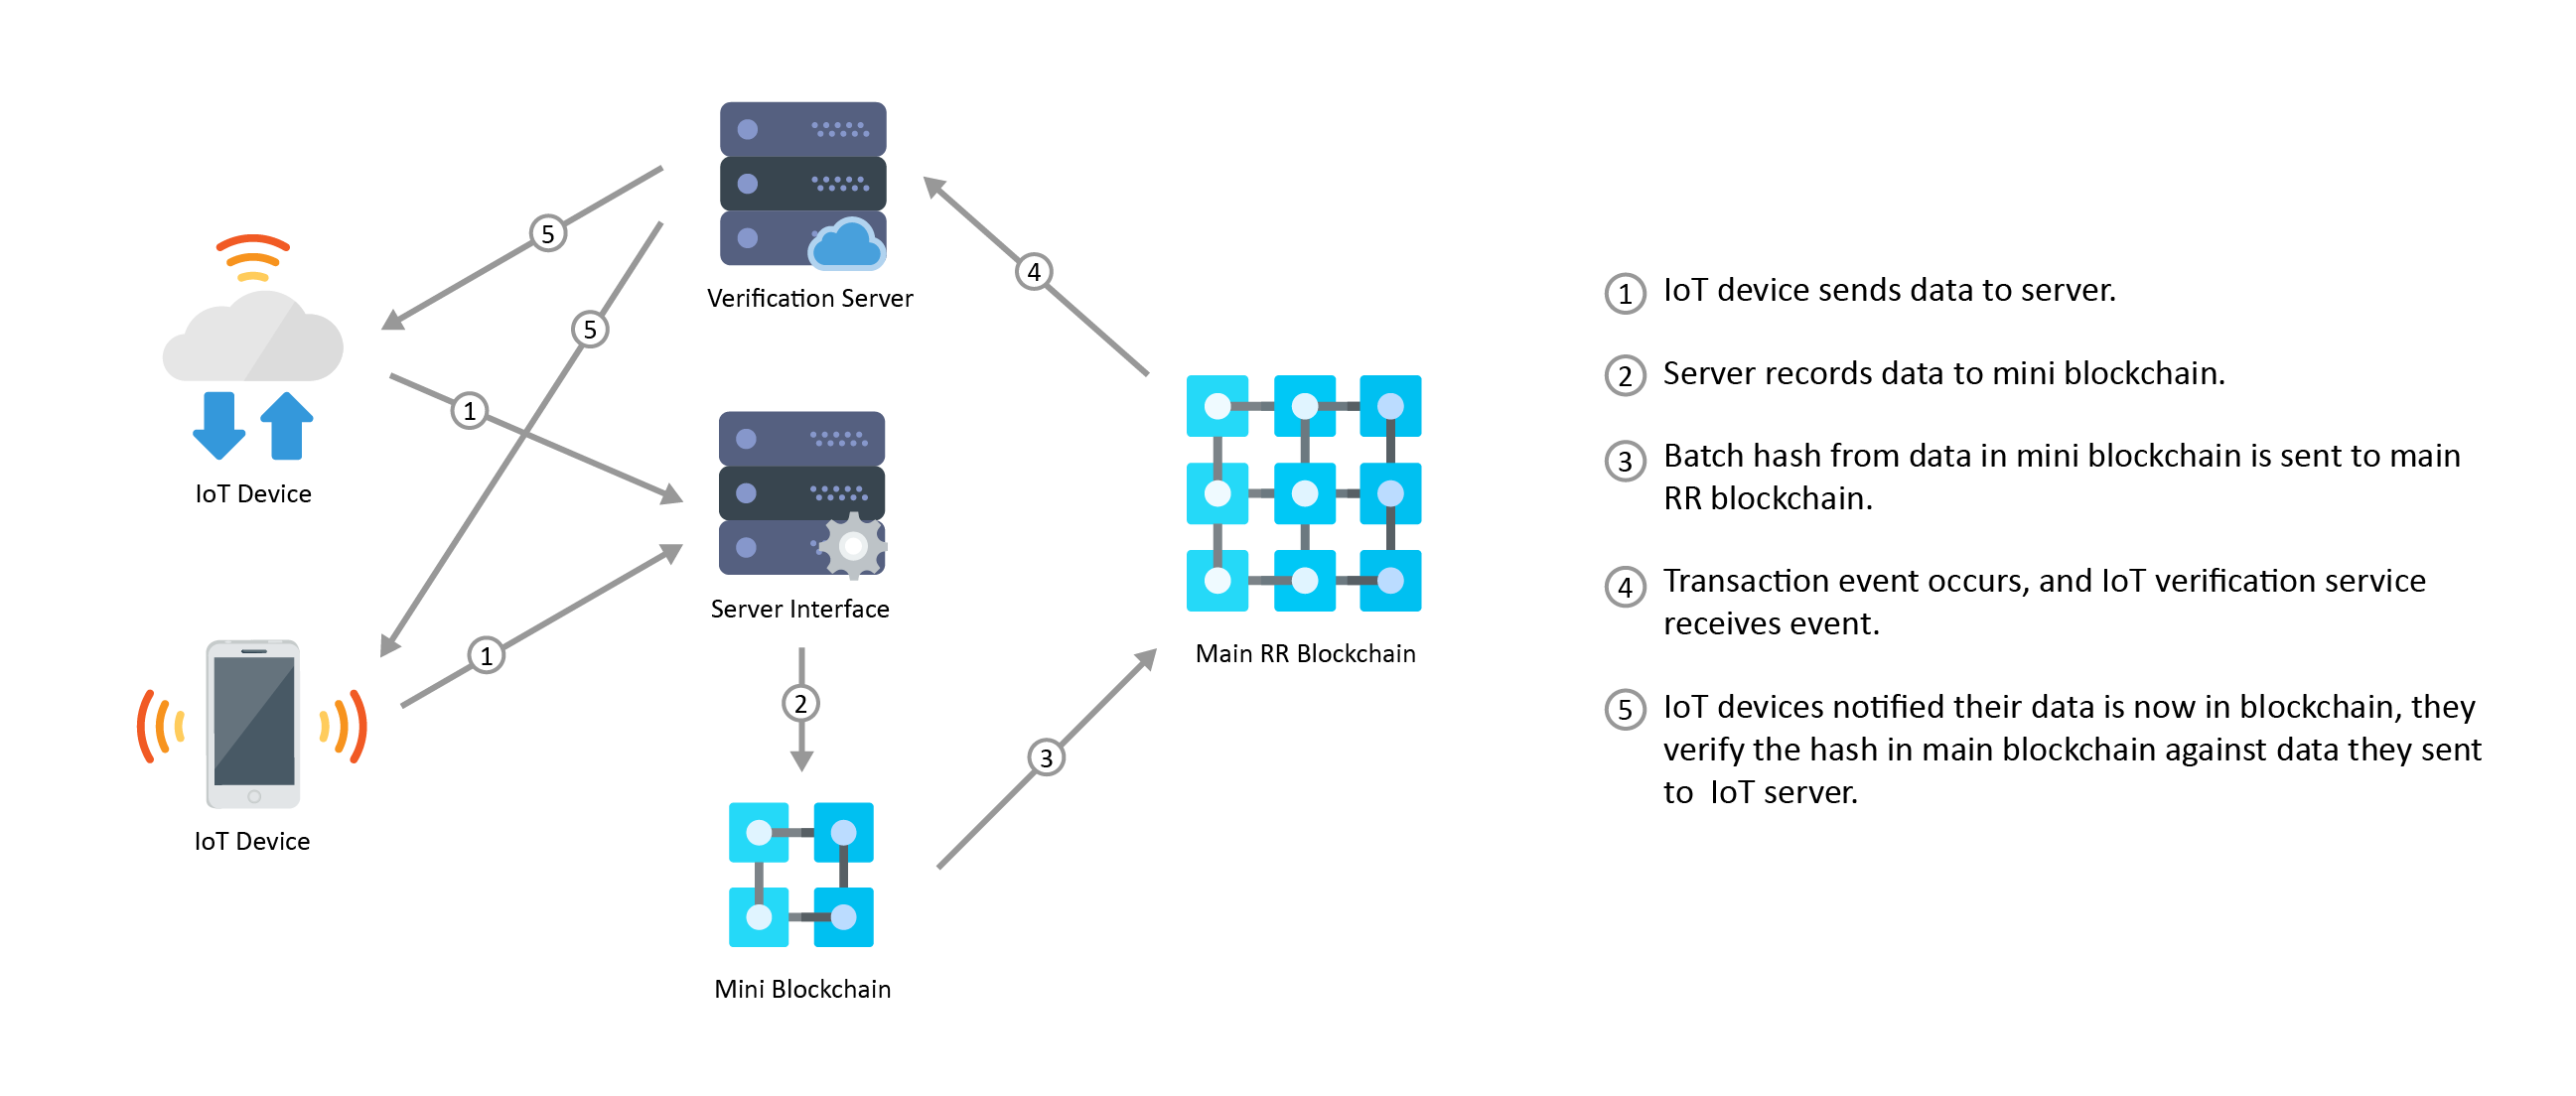 Verification Server
5
4
5
1
IoT Device
Server Interface
1
2
Main RR Blockchain
3
IoT Device
Mini Blockchain
1 IoT device sends data to server.
2 Server records data to mini blockchain.
3 Batch hash from data in mini blockchain is sent to main
RR blockchain.
4 Transaction event occurs, and IoT verification service
receives event.
5 IoT devices notified their data is now in blockchain, they
verify the hash in main blockchain against data they sent
to IoT server.